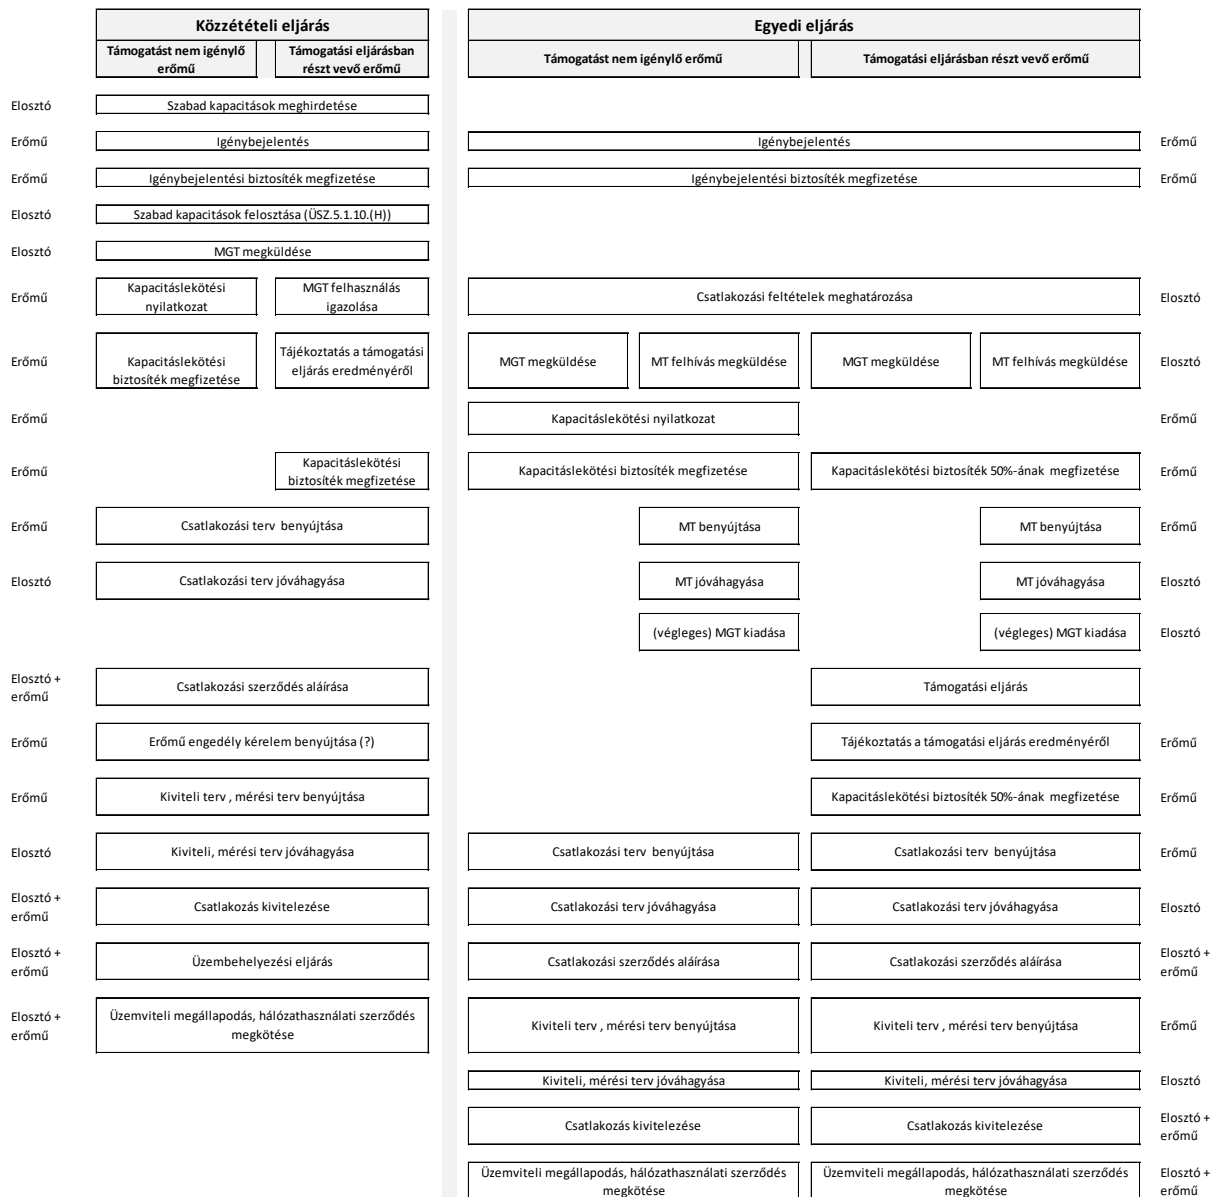 Közzétételi eljárás
Egyedi eljárás
Támogatást nem igénylő
erőmű
Támogatási eljárásban
részt vevő erőmű
Támogatást nem igénylő erőmű
Támogatási eljárásban részt vevő erőmű
Elosztó
Szabad kapacitások meghirdetése
Erőmű
Igénybejelentés
Igénybejelentés
Erőmű
Erőmű
Igénybejelentési biztosíték megfizetése
Igénybejelentési biztosíték megfizetése
Erőmű
Elosztó
Szabad kapacitások felosztása (ÜSZ.5.1.10.(H))
Elosztó
MGT megküldése
Erőmű
Kapacitáslekötési
nyilatkozat
MGT felhasználás
igazolása
Csatlakozási feltételek meghatározása
Elosztó
Erőmű
Kapacitáslekötési
biztosíték megfizetése
Tájékoztatás a támogatási
eljárás eredményéről
MGT megküldése
MT felhívás megküldése
MGT megküldése
MT felhívás megküldése
Elosztó
Erőmű
Kapacitáslekötési nyilatkozat
Erőmű
Erőmű
Kapacitáslekötési
biztosíték megfizetése
Kapacitáslekötési biztosíték megfizetése
Kapacitáslekötési biztosíték 50%-ának megfizetése
Erőmű
Erőmű
Csatlakozási terv benyújtása
MT benyújtása
MT benyújtása
Erőmű
Elosztó
Csatlakozási terv jóváhagyása
MT jóváhagyása
MT jóváhagyása
Elosztó
(végleges) MGT kiadása
(végleges) MGT kiadása
Elosztó
Elosztó +
erőmű
Csatlakozási szerződés aláírása
Támogatási eljárás
Erőmű
Erőmű engedély kérelem benyújtása (?)
Tájékoztatás a támogatási eljárás eredményéről
Erőmű
Erőmű
Kiviteli terv , mérési terv benyújtása
Kapacitáslekötési biztosíték 50%-ának megfizetése
Erőmű
Elosztó
Kiviteli, mérési terv jóváhagyása
Csatlakozási terv benyújtása
Csatlakozási terv benyújtása
Erőmű
Elosztó +
erőmű
Csatlakozás kivitelezése
Csatlakozási terv jóváhagyása
Csatlakozási terv jóváhagyása
Elosztó
Elosztó +
erőmű
Üzembehelyezési eljárás
Csatlakozási szerződés aláírása
Csatlakozási szerződés aláírása
Elosztó +
erőmű
Elosztó +
erőmű
Üzemviteli megállapodás, hálózathasználati szerződés
megkötése
Kiviteli terv , mérési terv benyújtása
Kiviteli terv , mérési terv benyújtása
Erőmű
Kiviteli, mérési terv jóváhagyása
Kiviteli, mérési terv jóváhagyása
Elosztó
Csatlakozás kivitelezése
Csatlakozás kivitelezése
Elosztó +
erőmű
Üzemviteli megállapodás, hálózathasználati szerződés
megkötése
Üzemviteli megállapodás, hálózathasználati szerződés
megkötése
Elosztó +
erőmű